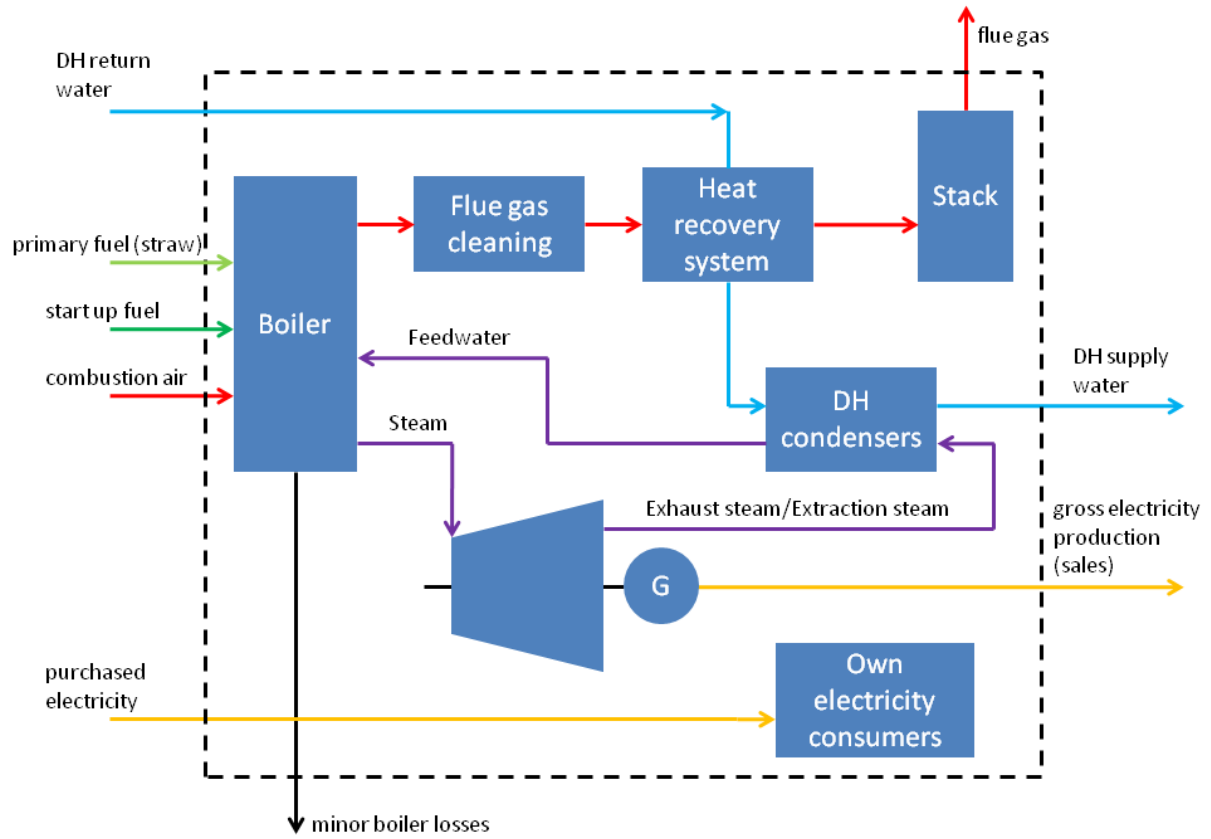 flue gas
DH return
water
Stack
Flue gas
cleaning
Heat
recovery
system
primary fuel (straw)
start up fuel
combustion air
Boiler
Feedwater
Steam
DH
condensers
DH supply
water
Exhaust steam/Extraction steam
G
gross electricity
production
(sales)
purchased
electricity
Own
electricity
consumers
minor boiler losses